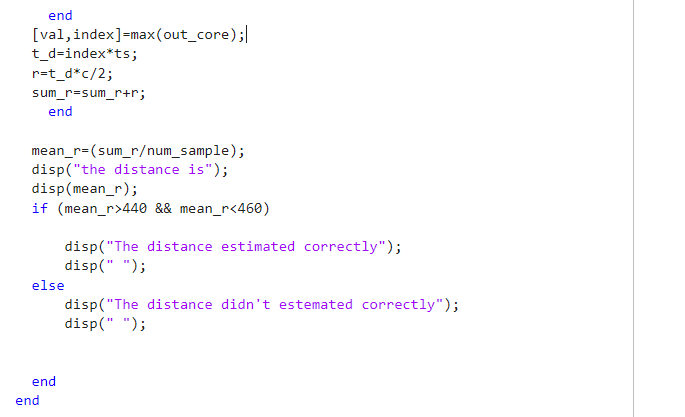 end
[val,index]=max(out_core);
t_d=index*ts;
r=t_d*c/2;
sum_r=sum_r+r;
end
mean_r=(sum_r/num_sample);
disp("the distance is");
disp(mean_r);
if (mean_r>440 && mean_r<460)
disp("The distance estimated correctly");
disp(" ");
else
disp("The distance didn't estemated correctly");
disp(" ");
end
end